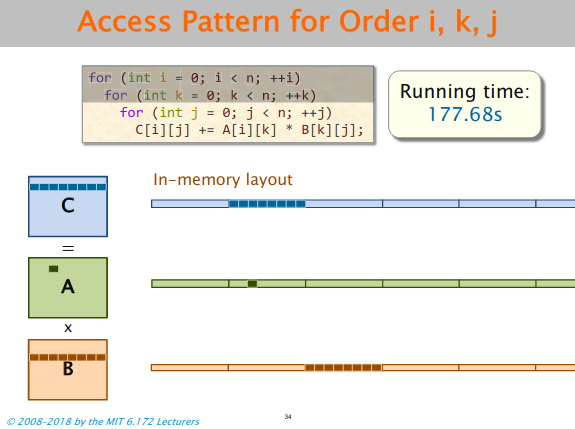 Access Pattern for Order i, k, j
for (int i = 0; i < n; ++i)
for (int k = 0; k < n; ++k)
for (int j = 0; j < n; ++j)
C[i][j] += A[i][k] * B[k][j];
Running time:
177.68s
In-memory layout
C
=
A
x
B
34
© 2008-2018 by the MIT 6.172 Lecturers